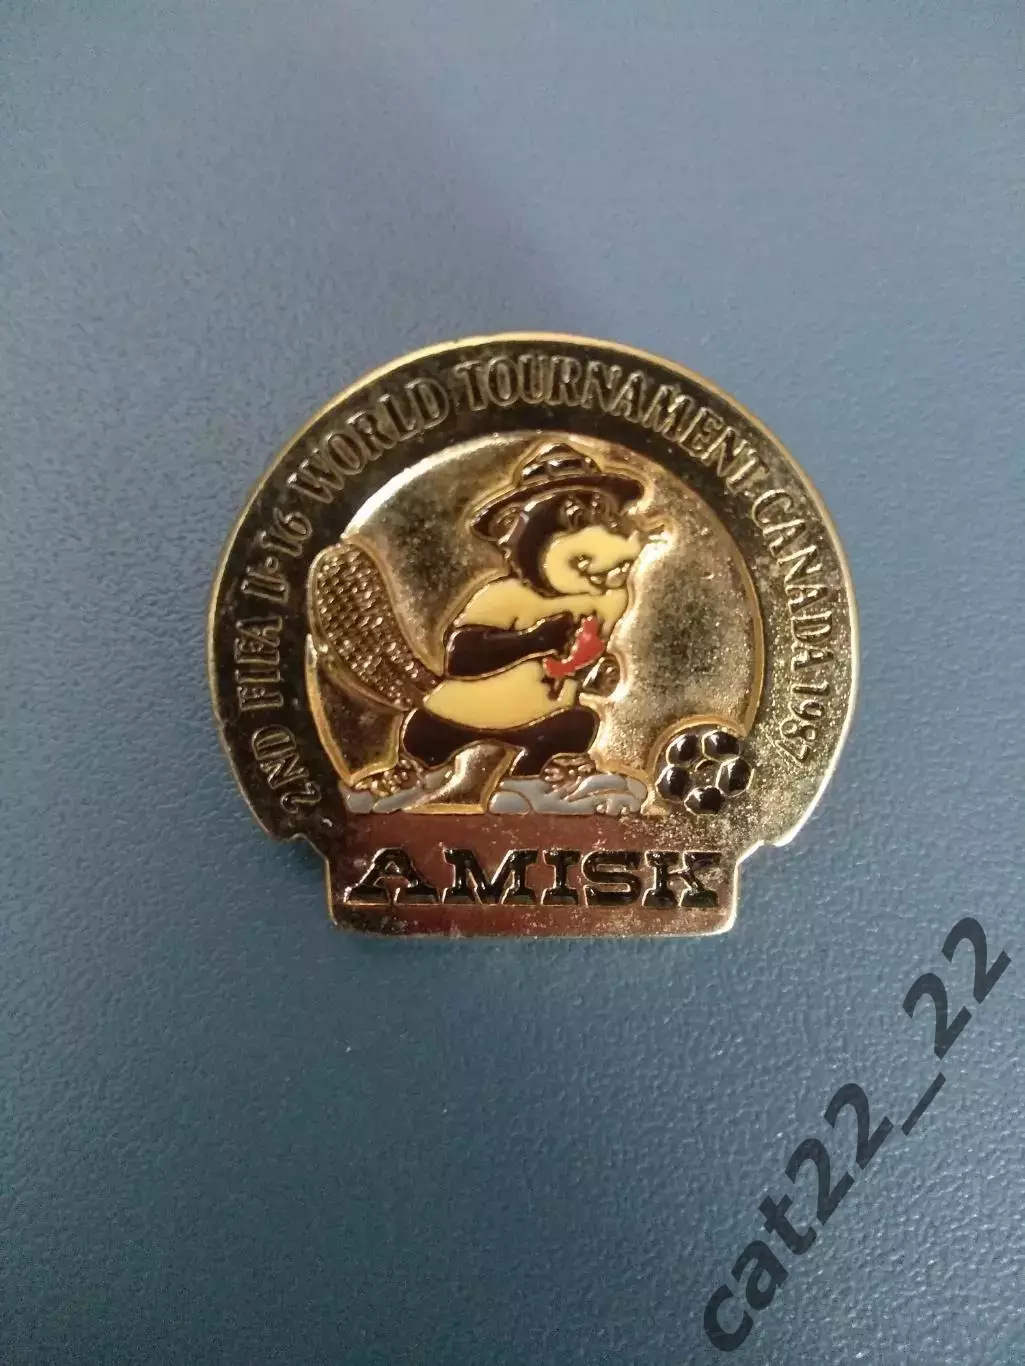 2ND FIFA U-16 WORLD TOURNAMENT-CANADA 1987
AMISK
cat22_22